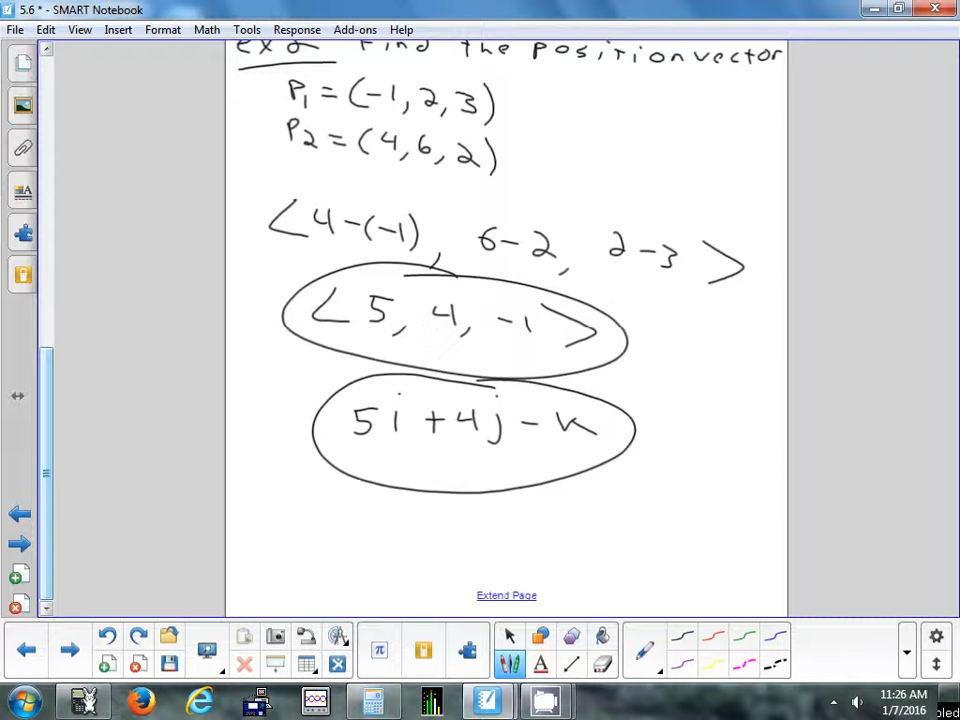 5.6 * - SMART Notebook
File Edit View Insert Format Math Tools Response Add-ons Help
ex2 Find the position vector
P1 = (-1, 2, 3)
P2 = (4, 6, 2)
<4-(-1), 6-2, 2-3>
<5, 4, -1>
5i + 4j - k
Extend Page
11:26 AM
1/7/2016